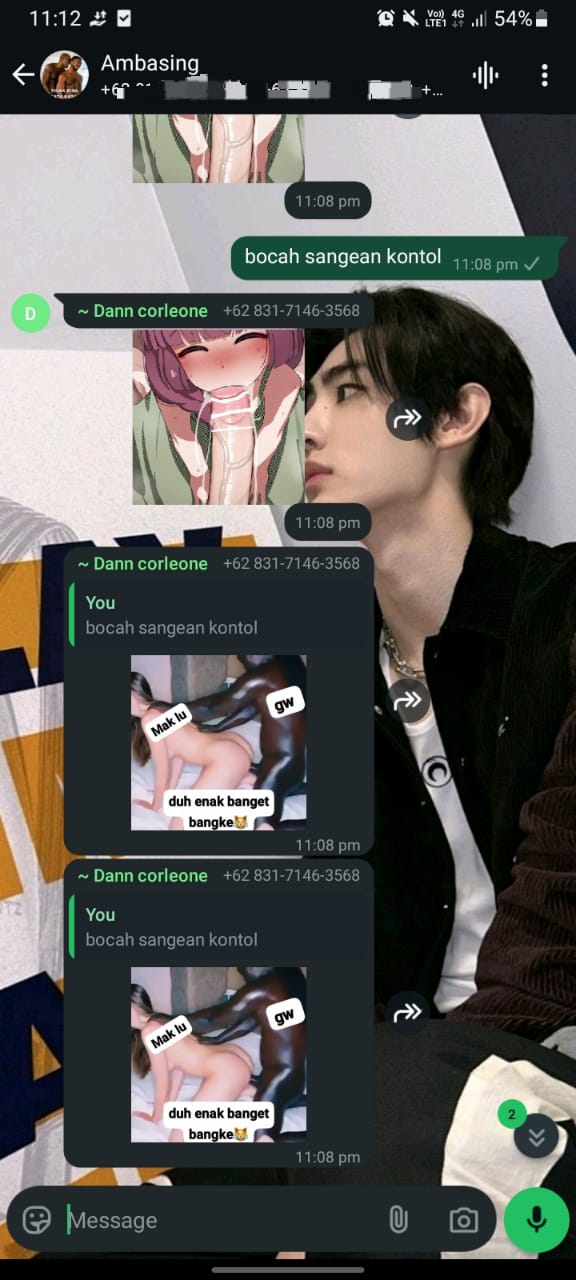 11:12
Vo)) 4G
LTE1
54%
Ambasing
11:08 pm
bocah sangean kontol 11:08 pm
D
~ Dann corleone +62 831-7146-3568
11:08 pm
~ Dann corleone +62 831-7146-3568
You
bocah sangean kontol
Mak lu
gw
duh enak banget
bangke😹
11:08 pm
~ Dann corleone +62 831-7146-3568
You
bocah sangean kontol
Mak lu
gw
duh enak banget
bangke😹
11:08 pm
2
Message